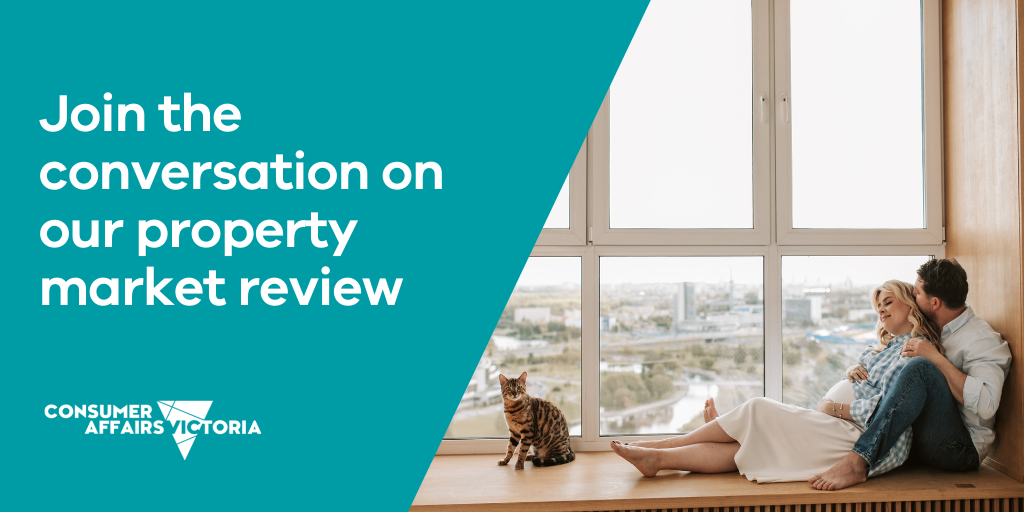 Join the
conversation on
our property
market review
CONSUMER
AFFAIRS VICTORIA